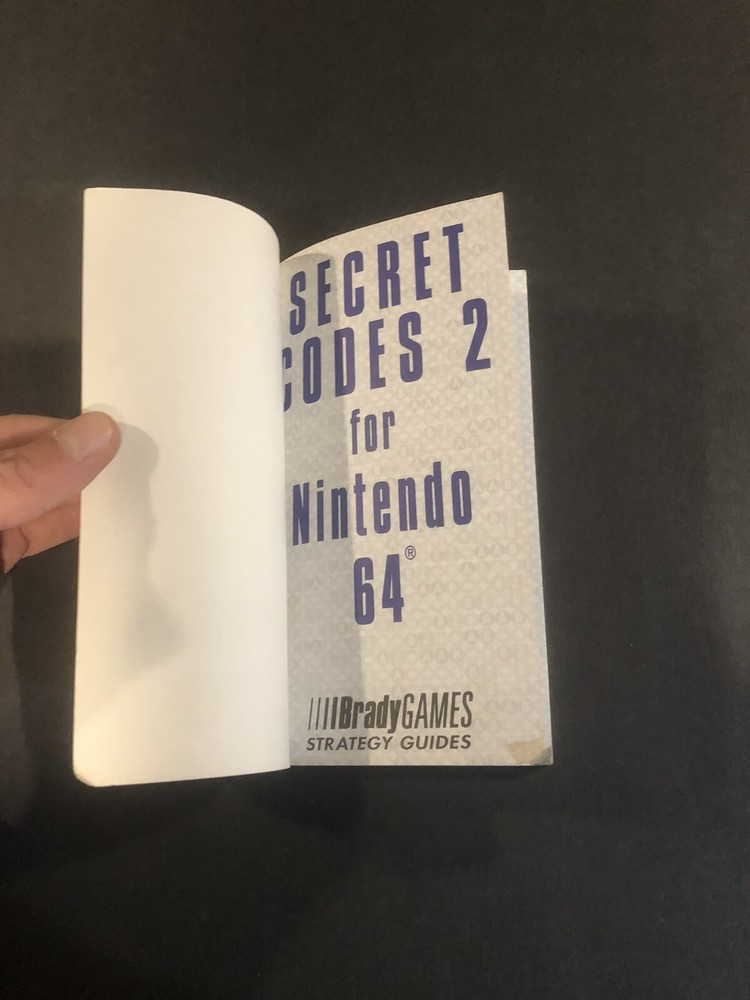 SECRET
CODES 2
for
Nintendo
64®
BradyGAMES
STRATEGY GUIDES